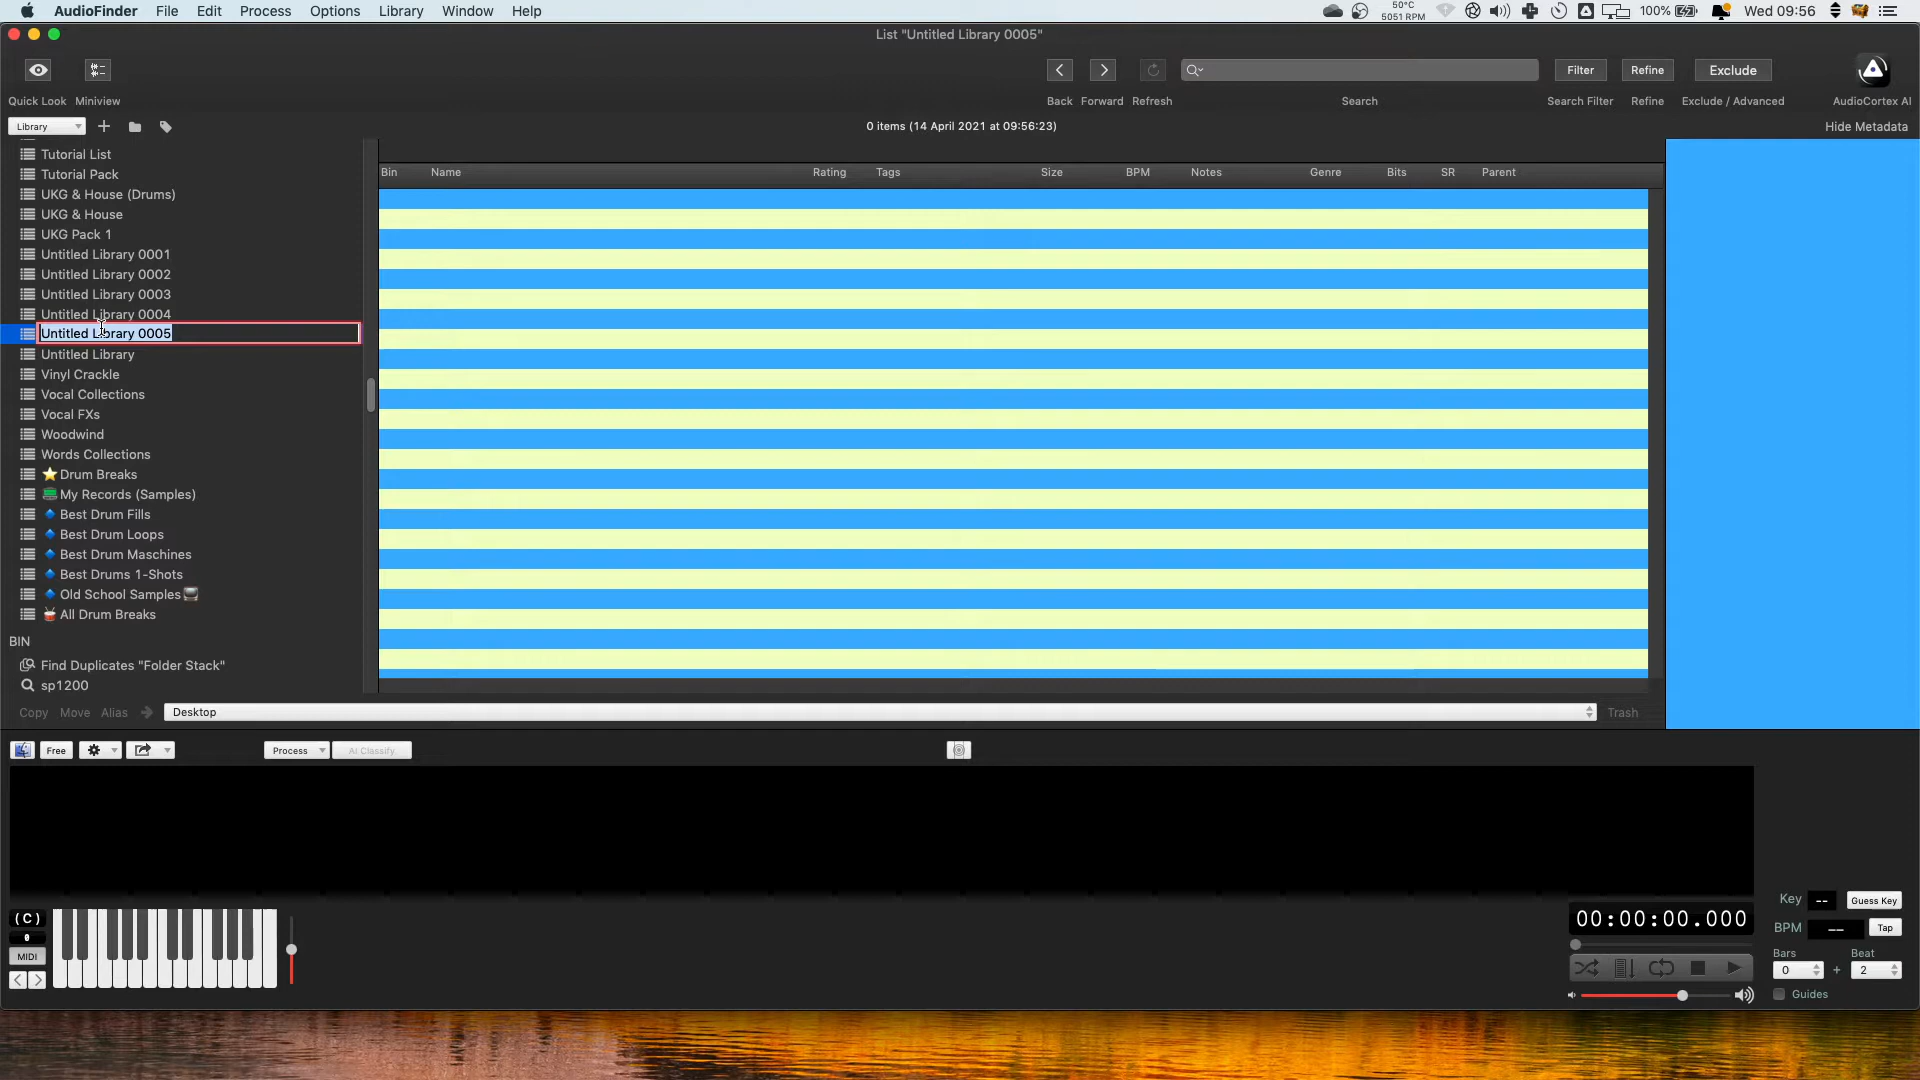 AudioFinder File Edit Process Options Library Window Help
50°C
5051 RPM
100%
Wed 09:56
List "Untitled Library 0005"
Quick Look Miniview
Back Forward Refresh
Search
Filter
Search Filter
Refine
Refine
Exclude
Exclude / Advanced
AudioCortex AI
Library
0 items (14 April 2021 at 09:56:23)
Hide Metadata
Tutorial List
Tutorial Pack
UKG & House (Drums)
UKG & House
UKG Pack 1
Untitled Library 0001
Untitled Library 0002
Untitled Library 0003
Untitled Library 0004
Untitled Library 0005
Untitled Library
Vinyl Crackle
Vocal Collections
Vocal FXs
Woodwind
Words Collections
Drum Breaks
My Records (Samples)
Best Drum Fills
Best Drum Loops
Best Drum Maschines
Best Drums 1-Shots
Old School Samples
All Drum Breaks
BIN
Find Duplicates "Folder Stack"
sp1200
Bin Name Rating Tags Size BPM Notes Genre Bits SR Parent
Copy Move Alias
Desktop
Trash
Free
Process
AI Classify
(C)
0
MIDI
00:00:00.000
Key -- Guess Key
BPM -- Tap
Bars Beat
0 + 2
Guides